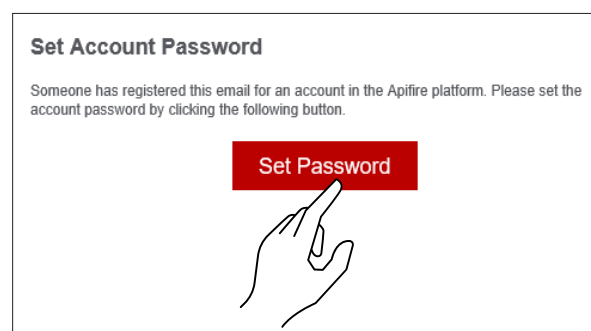 Set Account Password
Someone has registered this email for an account in the Apifire platform. Please set the
account password by clicking the following button.
Set Password